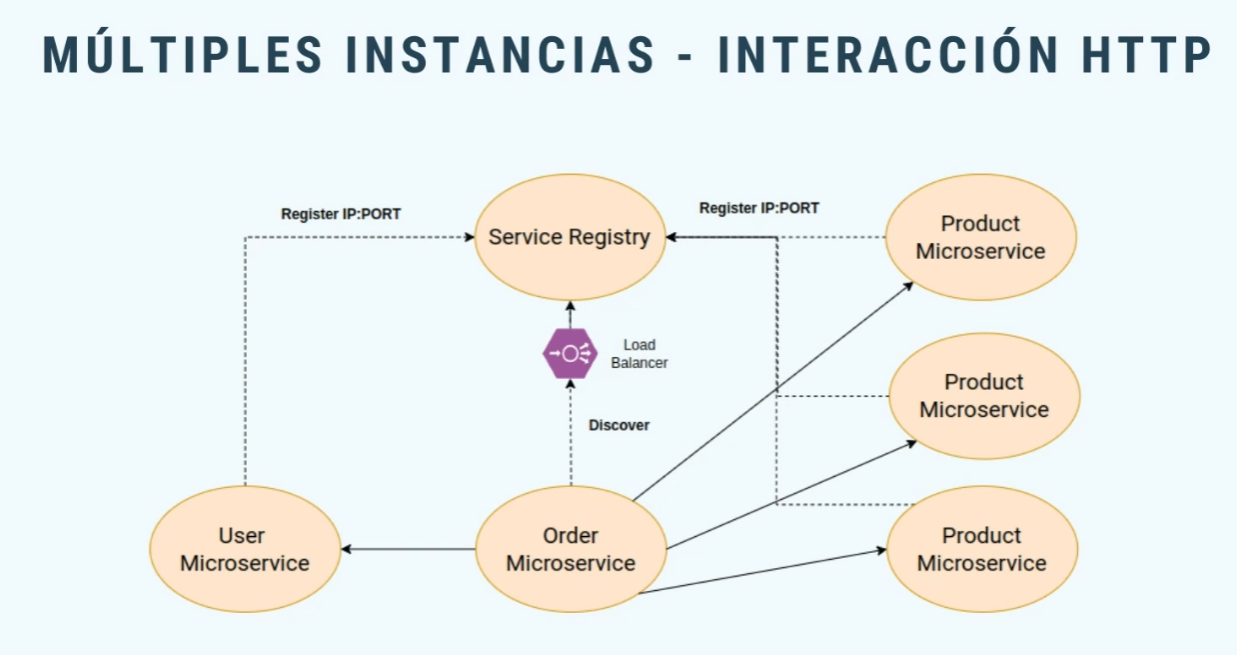 MÚLTIPLES INSTANCIAS - INTERACCIÓN HTTP
Register IP:PORT
Register IP:PORT
Service Registry
Product
Microservice
Load
Balancer
Product
Microservice
Discover
User
Microservice
Order
Microservice
Product
Microservice